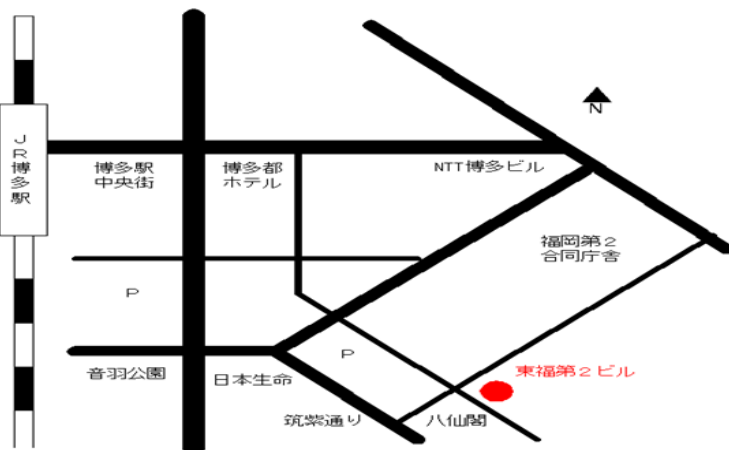 N
JR博多駅
博多駅
中央街
博多都
ホテル
NTT博多ビル
福岡第2
合同庁舎
P
P
音羽公園
日本生命
東福第2ビル
筑紫通り
八仙閣